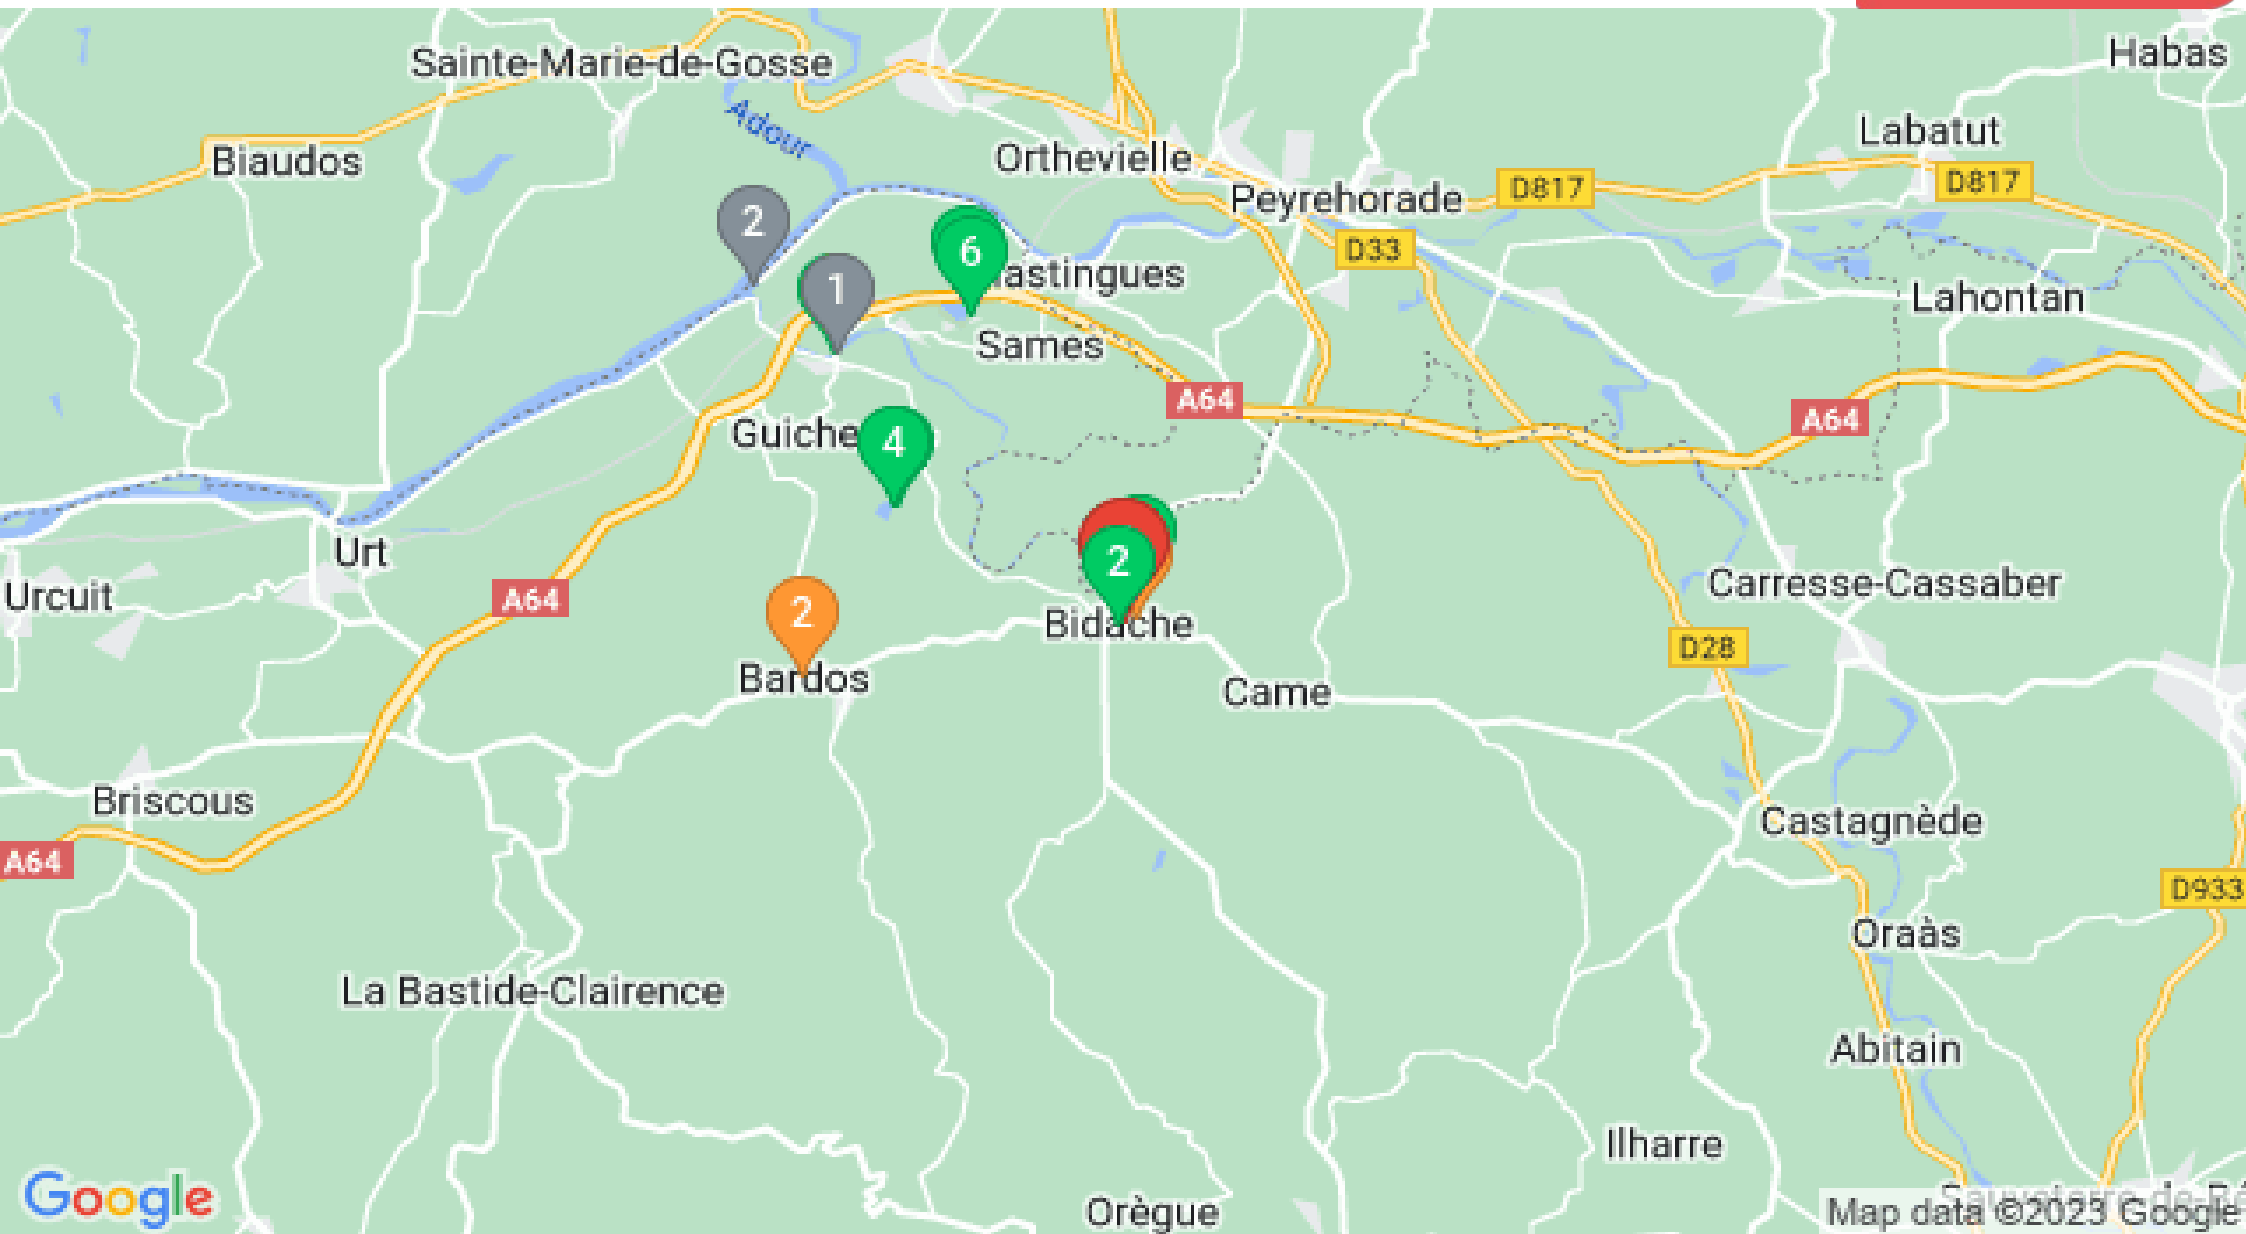 Habas
Sainte-Marie-de-Gosse
Adour
Labatut
Biaudos
Orthevielle
D817
D817
Peyrehorade
2
D33
6
astingues
1
Lahontan
Sames
A64
A64
Guiche
4
Urt
2
Carresse-Cassaber
Urcuit
A64
2
Bidache
D28
Bardos
Came
Briscous
Castagnède
A64
D933
Oraàs
La Bastide-Clairence
Abitain
Ilharre
Google
Orègue
Map data ©2023 Google